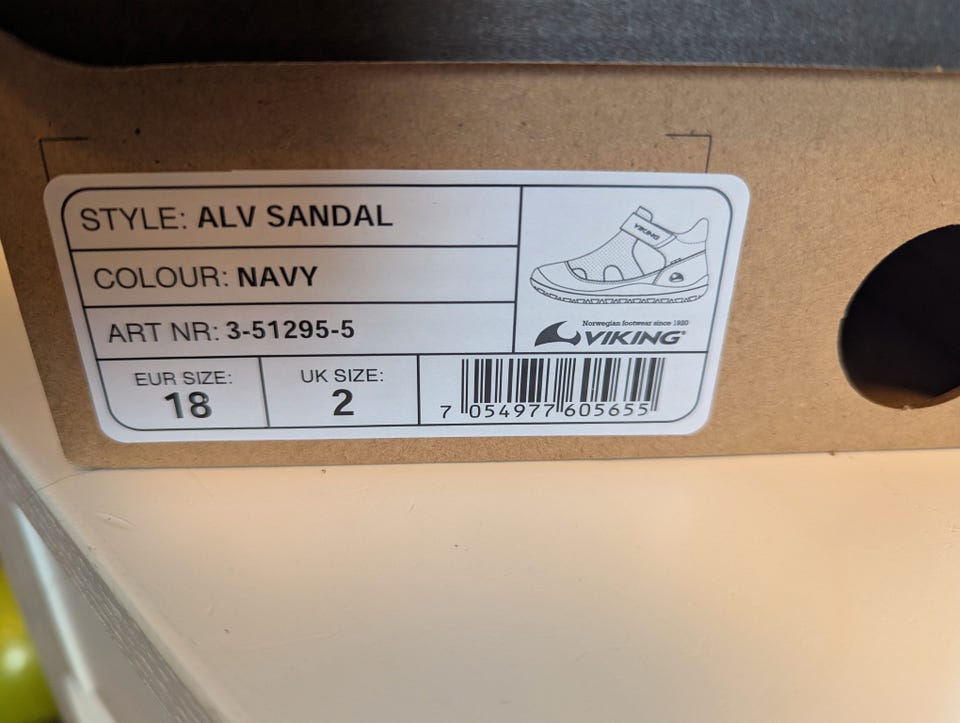 STYLE: ALV SANDAL
COLOUR: NAVY
ART NR: 3-51295-5
VIKING
Norwegian footwear since 1920
VIKING®
EUR SIZE:
18
UK SIZE:
2
7 054977 605655